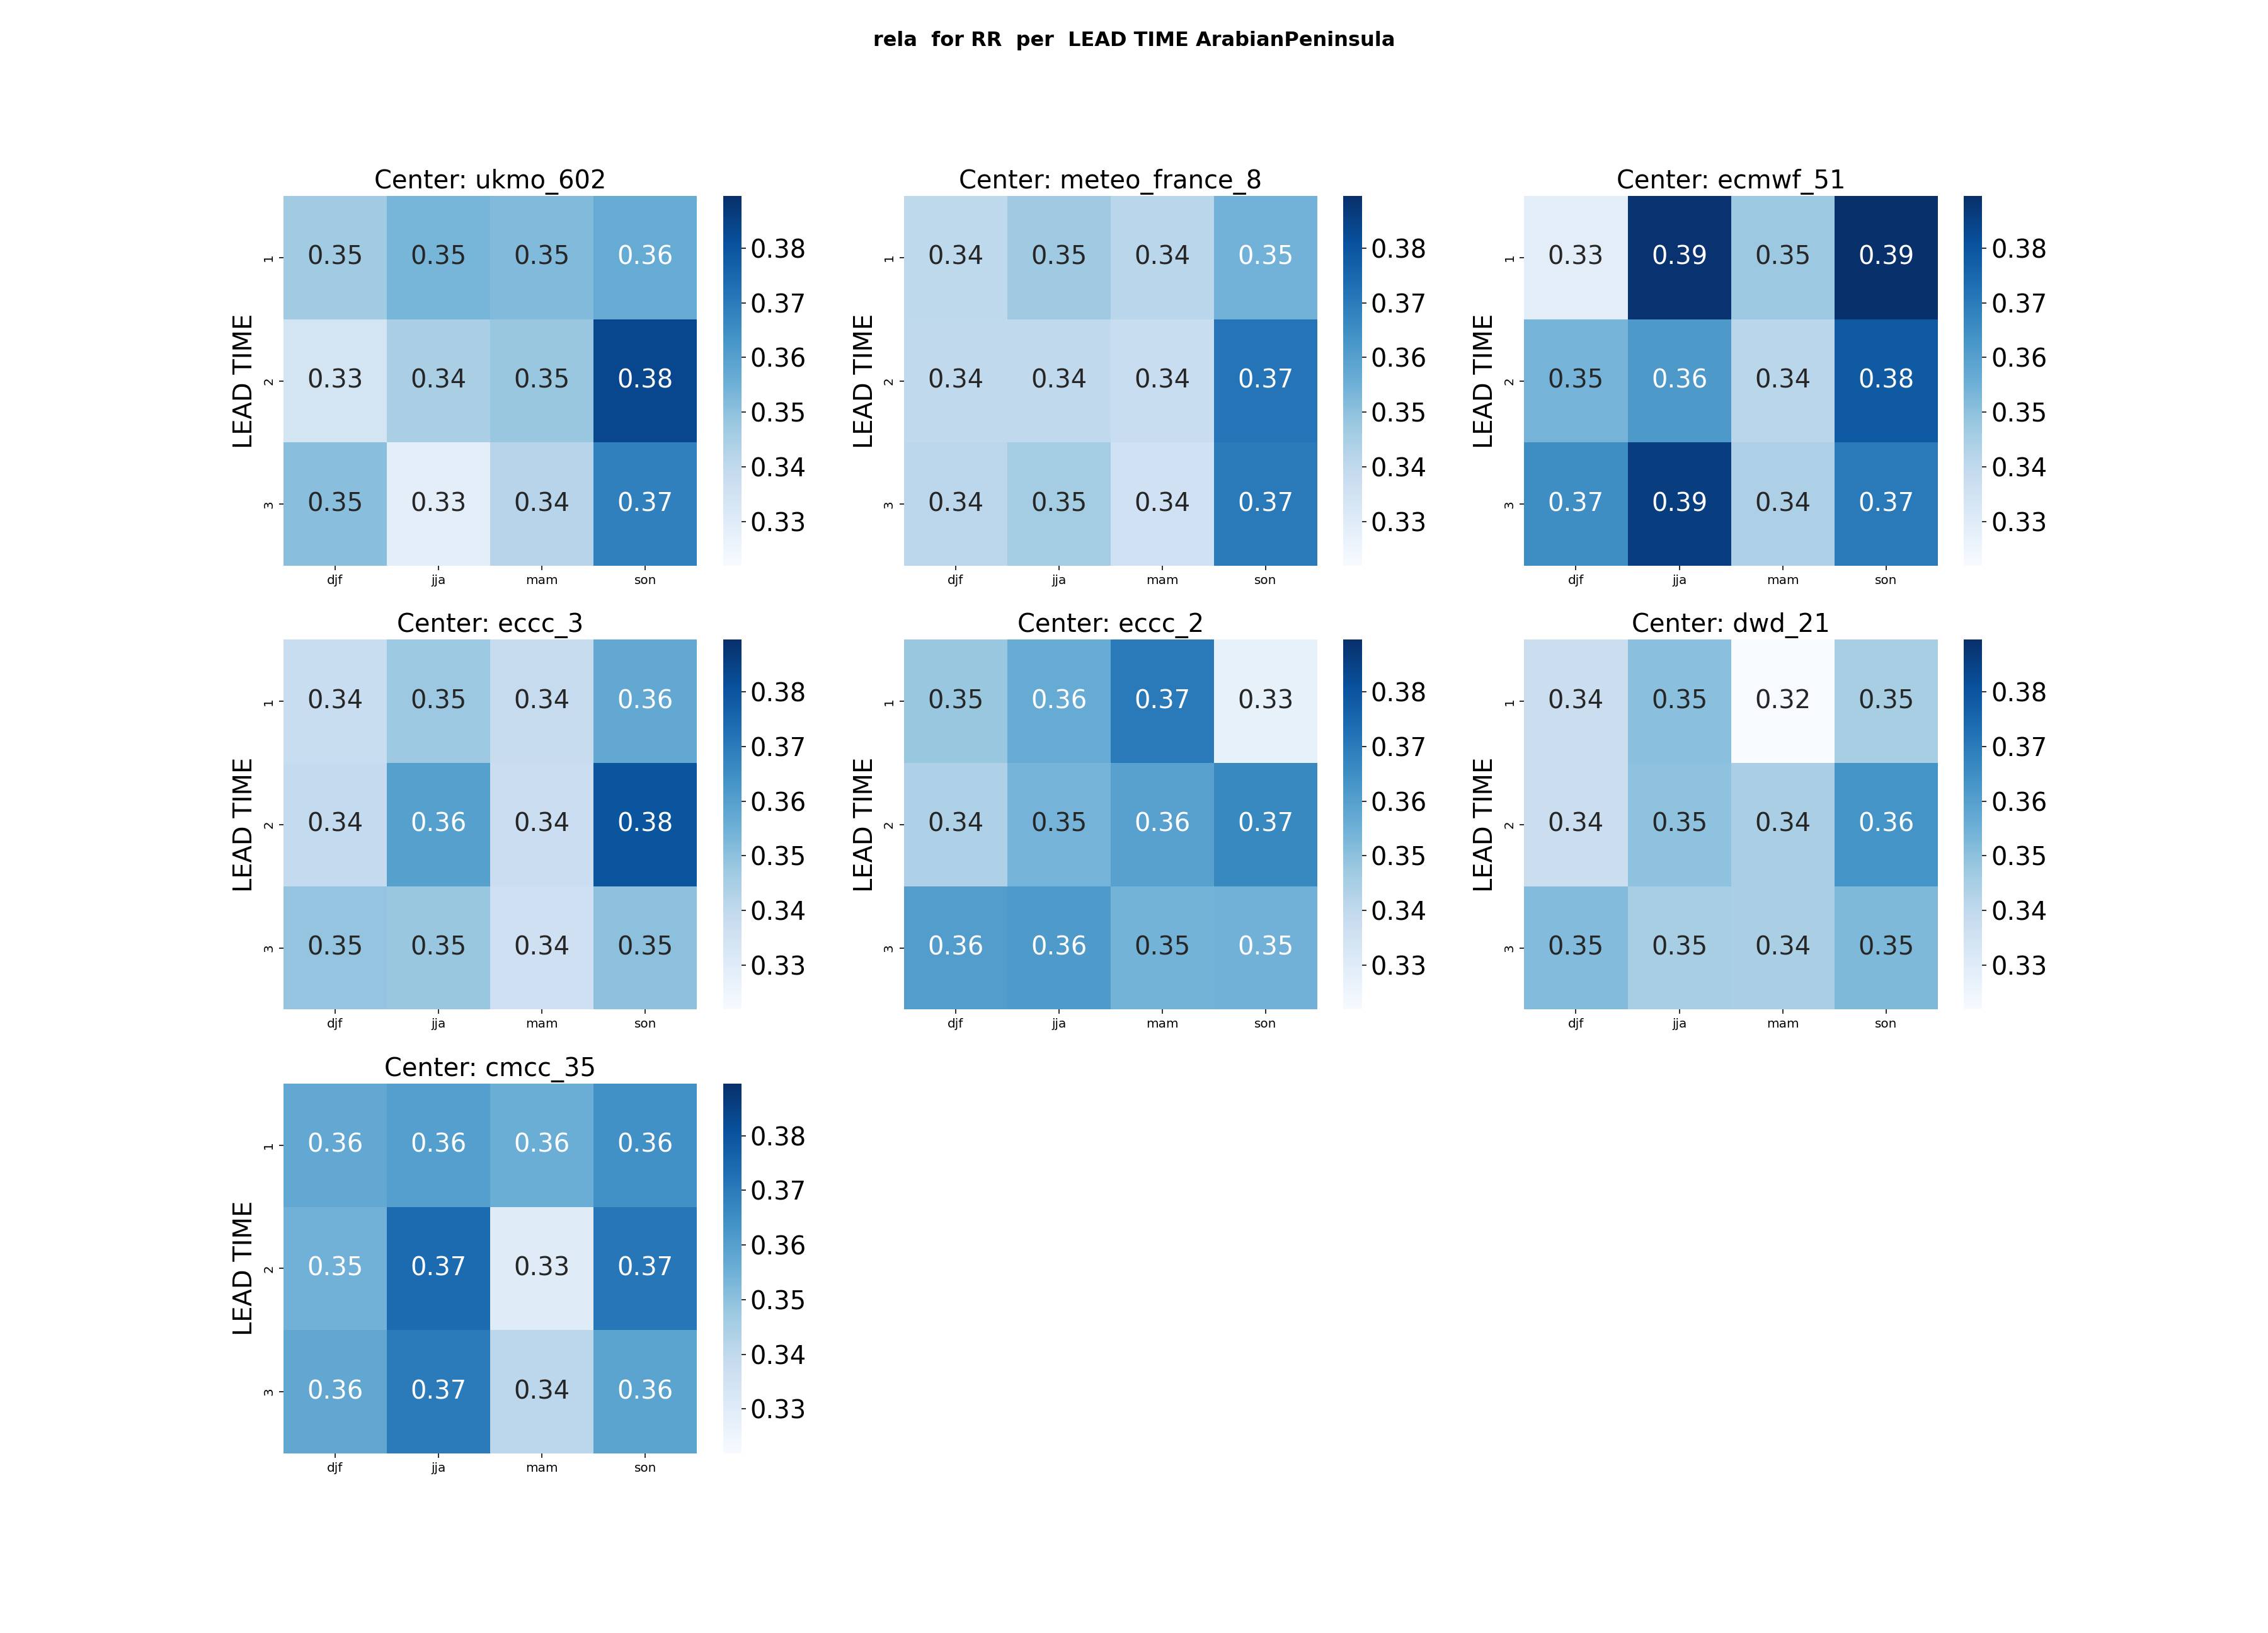 rela  for RR  per  LEAD TIME ArabianPeninsula
Center: ukmo_602
LEAD TIME
1 0.35 0.35 0.35 0.36
2 0.33 0.34 0.35 0.38
3 0.35 0.33 0.34 0.37
djf jja mam son
0.38
0.37
0.36
0.35
0.34
0.33
Center: meteo_france_8
LEAD TIME
1 0.34 0.35 0.34 0.35
2 0.34 0.34 0.34 0.37
3 0.34 0.35 0.34 0.37
djf jja mam son
0.38
0.37
0.36
0.35
0.34
0.33
Center: ecmwf_51
LEAD TIME
1 0.33 0.39 0.35 0.39
2 0.35 0.36 0.34 0.38
3 0.37 0.39 0.34 0.37
djf jja mam son
0.38
0.37
0.36
0.35
0.34
0.33
Center: eccc_3
LEAD TIME
1 0.34 0.35 0.34 0.36
2 0.34 0.36 0.34 0.38
3 0.35 0.35 0.34 0.35
djf jja mam son
0.38
0.37
0.36
0.35
0.34
0.33
Center: eccc_2
LEAD TIME
1 0.35 0.36 0.37 0.33
2 0.34 0.35 0.36 0.37
3 0.36 0.36 0.35 0.35
djf jja mam son
0.38
0.37
0.36
0.35
0.34
0.33
Center: dwd_21
LEAD TIME
1 0.34 0.35 0.32 0.35
2 0.34 0.35 0.34 0.36
3 0.35 0.35 0.34 0.35
djf jja mam son
0.38
0.37
0.36
0.35
0.34
0.33
Center: cmcc_35
LEAD TIME
1 0.36 0.36 0.36 0.36
2 0.35 0.37 0.33 0.37
3 0.36 0.37 0.34 0.36
djf jja mam son
0.38
0.37
0.36
0.35
0.34
0.33